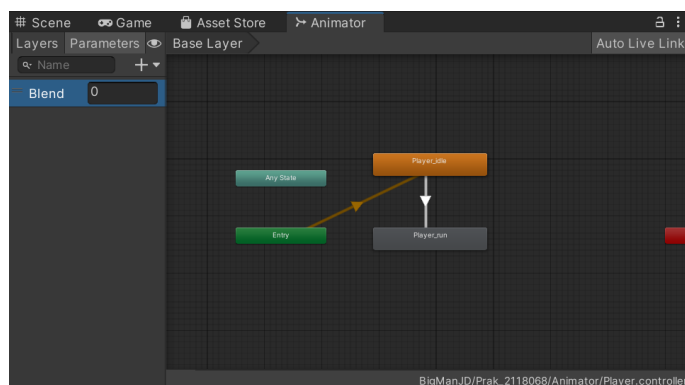 Scene Game Asset Store Animator
Layers Parameters Base Layer Auto Live Link
Name
Blend 0
Player_idle
Any State
Entry Player_run
BigManJD/Prak_2118068/Animator/Player.controller